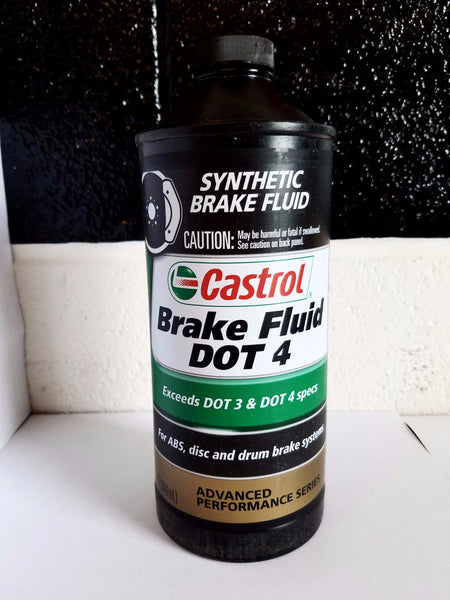 SYNTHETIC
BRAKE FLUID
CAUTION: May be harmful or fatal if swallowed.
See caution on back panel.
Castrol
Brake Fluid
DOT 4
Exceeds DOT 3 & DOT 4 specs
For ABS, disc and drum brake systems
ADVANCED
PERFORMANCE SERIES